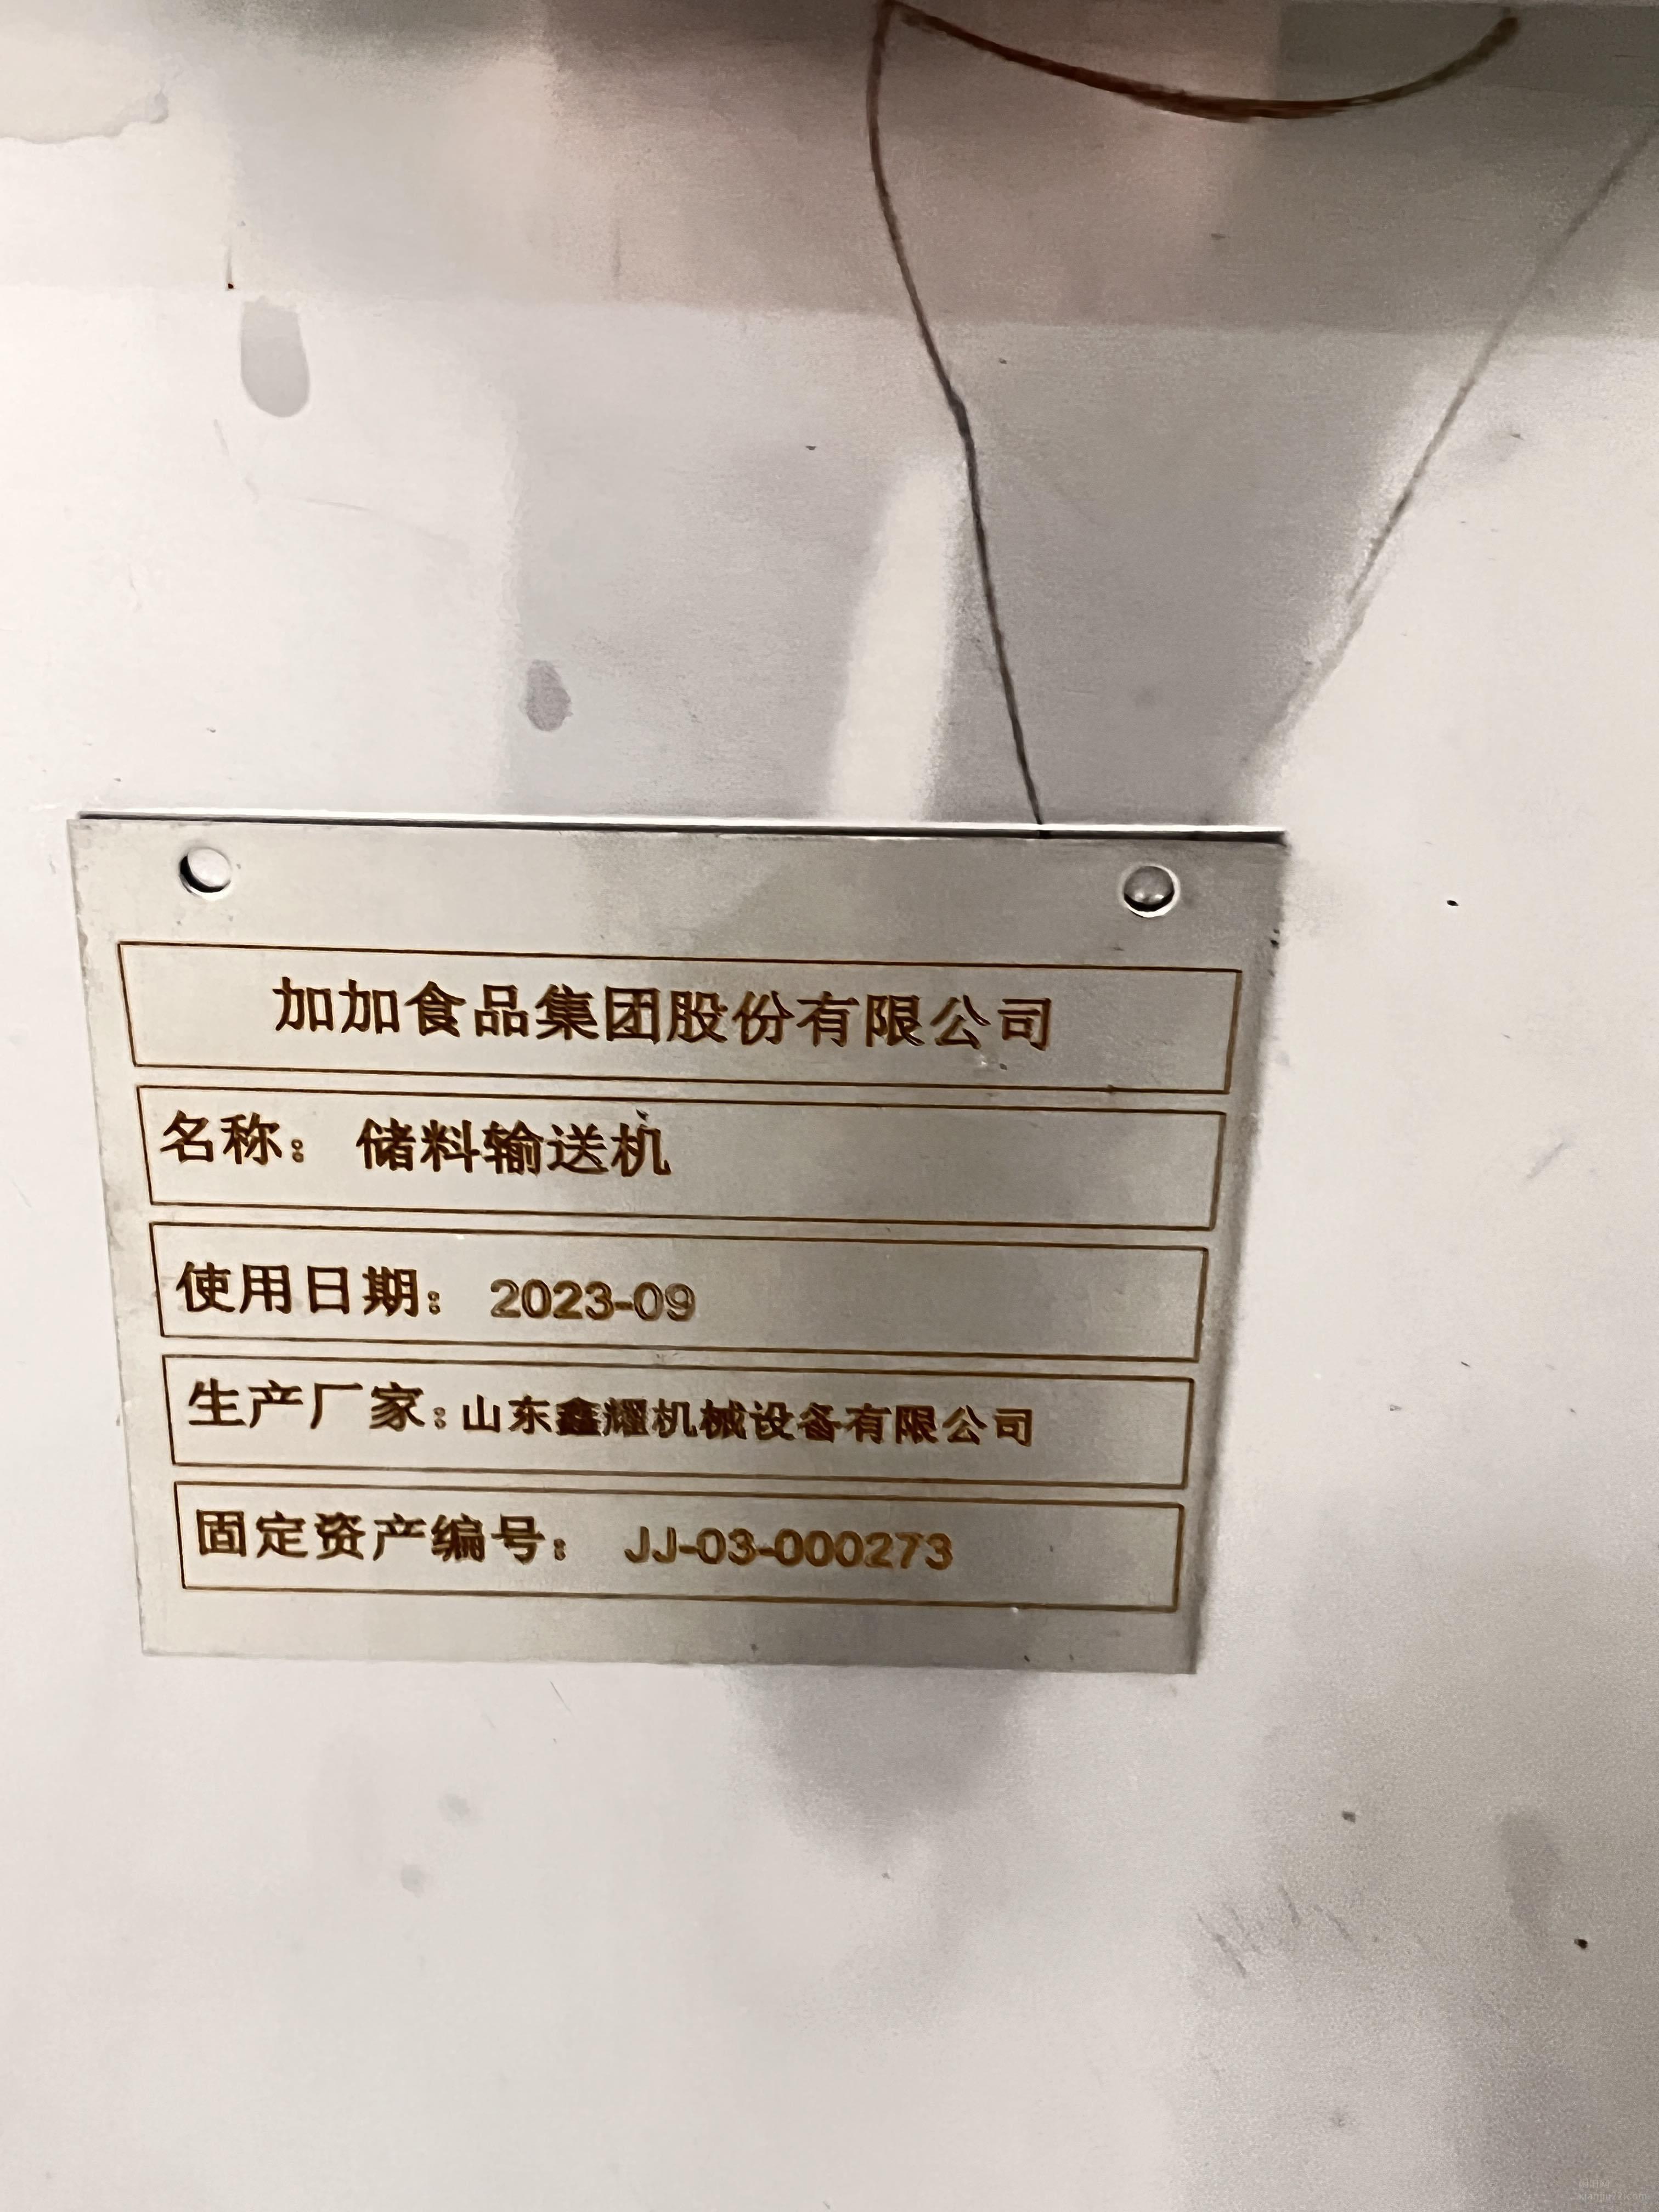 加加食品集团股份有限公司
名称： 储料输送机
使用日期： 2023-09
生产厂家：山东鑫耀机械设备有限公司
固定资产编号： JJ-03-000273